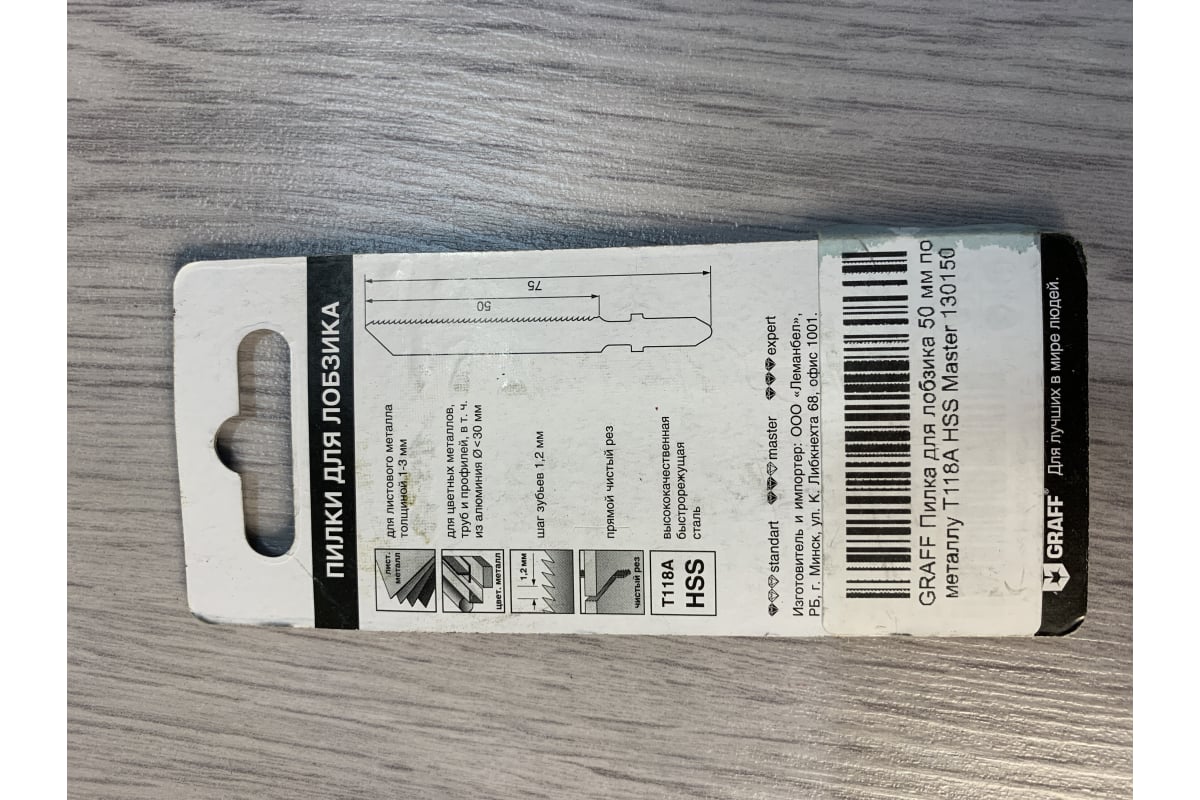 ПИЛКИ ДЛЯ ЛОБЗИКА
лист.
металл
для листового металла
толщиной 1-3 мм
цвет. металл
для цветных металлов,
труб и профилей, в т. ч.
из алюминия Ø<30 мм
1,2 мм
шаг зубьев 1,2 мм
чистый рез
прямой чистый рез
T118A
HSS
высококачественная
быстрорежущая
сталь
75
50
standart master expert
Изготовитель и импортер: ООО «Леманбел»,
РБ, г. Минск, ул. К. Либкнехта 68, офис 1001.
GRAFF Пилка для лобзика 50 мм по
металлу T118A HSS Master 130150
GRAFF® Для лучших в мире людей.